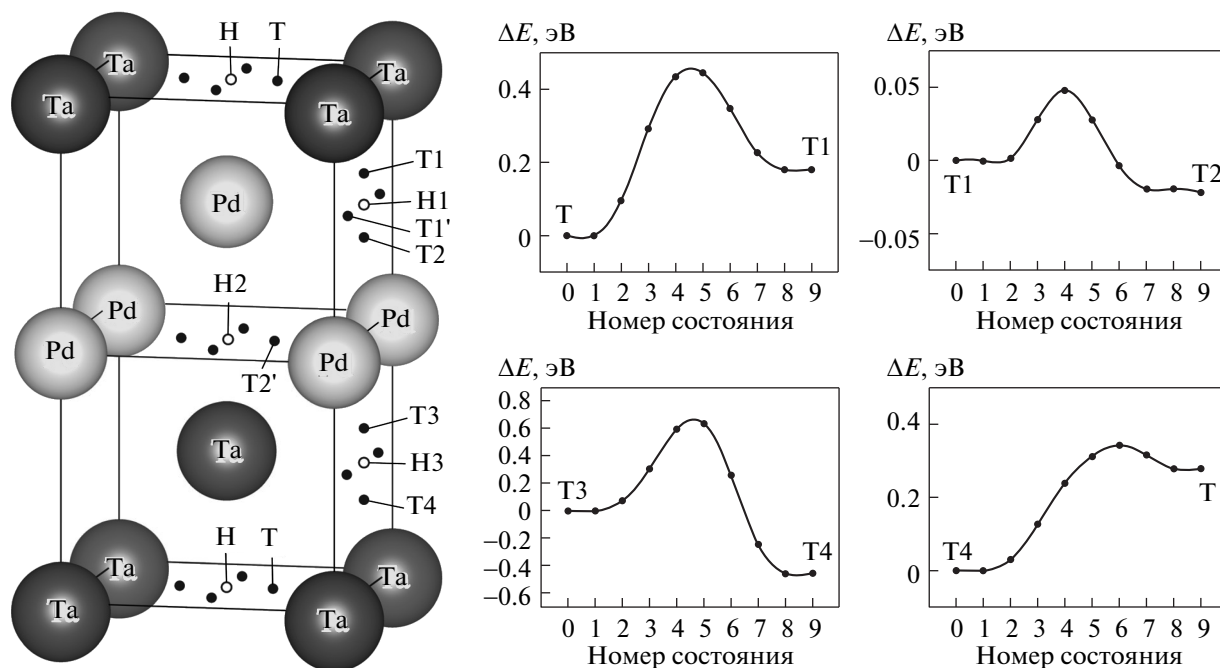 H T
Ta Ta
Ta Ta
Pd
T1
H1
T1'
T2
H2
Pd Pd
Pd Pd
T2'
T3
H3
T4
Ta
H T
Ta Ta
Ta Ta
ΔE, эВ
0.4
0.2
0
T T1
0 1 2 3 4 5 6 7 8 9
Номер состояния
ΔE, эВ
0.05
0
−0.05
T1 T2
0 1 2 3 4 5 6 7 8 9
Номер состояния
ΔE, эВ
0.8
0.6
0.4
0.2
0
−0.2
−0.4
−0.6
T3 T4
0 1 2 3 4 5 6 7 8 9
Номер состояния
ΔE, эВ
0.4
0.2
0
T4 T
0 1 2 3 4 5 6 7 8 9
Номер состояния